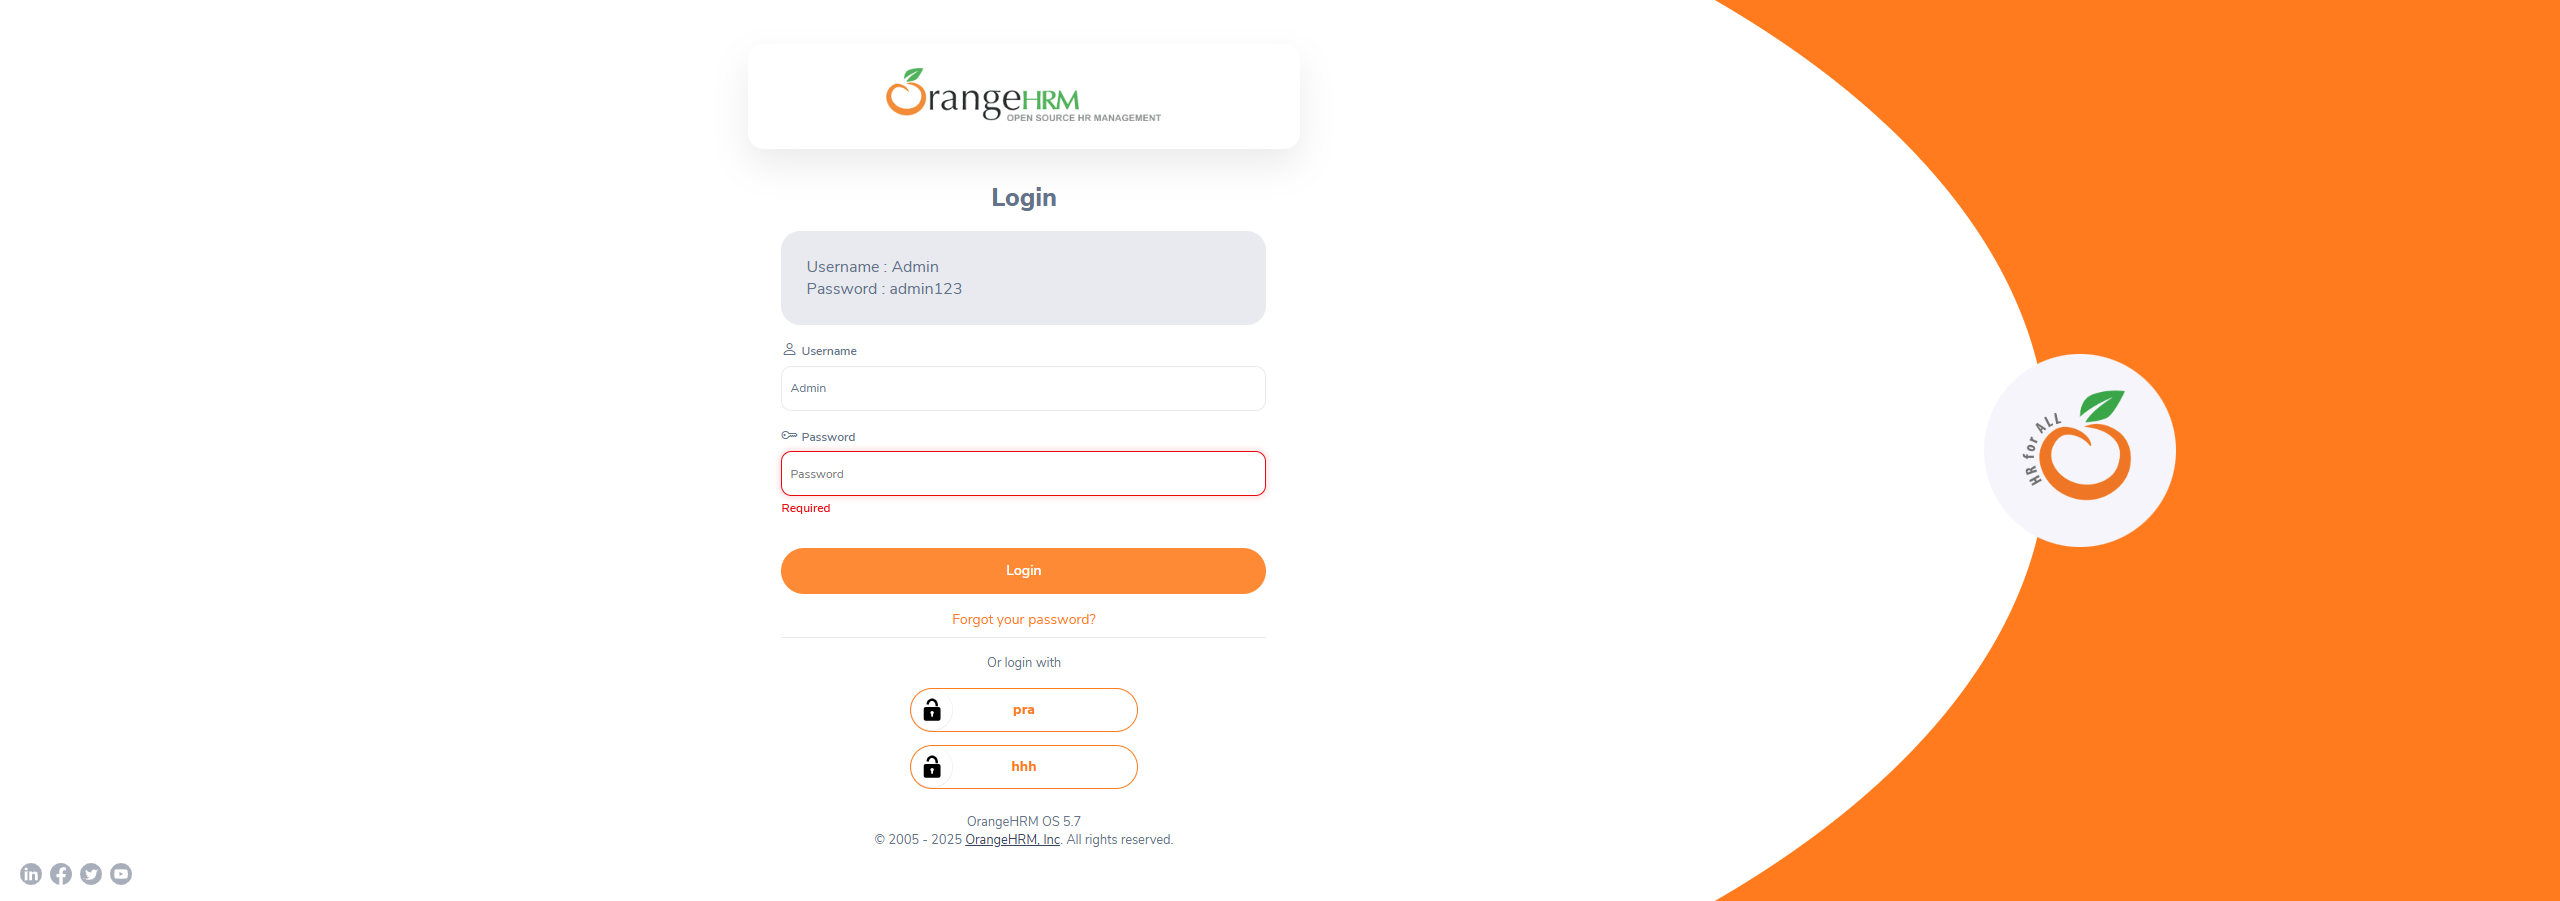 OrangeHRM
OPEN SOURCE HR MANAGEMENT
Login
Username : Admin
Password : admin123
Username
Admin
Password
Password
Required
Login
Forgot your password?
Or login with
pra
hhh
OrangeHRM OS 5.7
© 2005 - 2025 OrangeHRM, Inc. All rights reserved.
in
HR for ALL